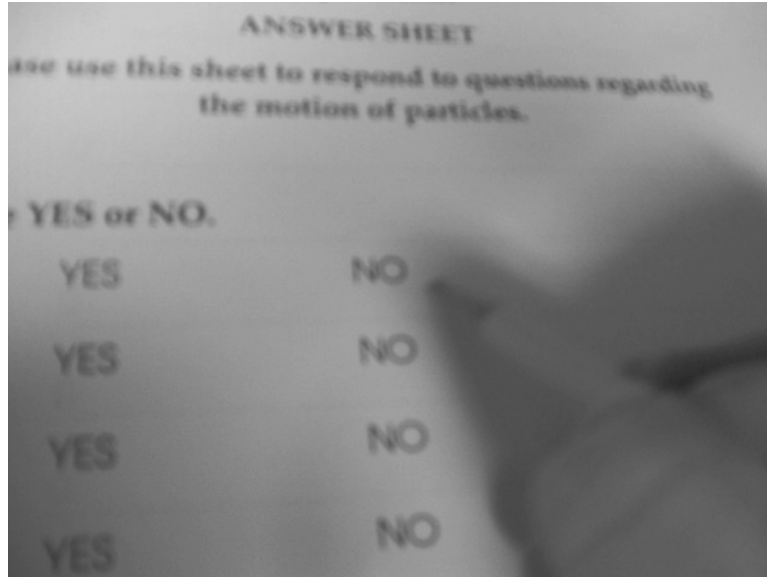 ANSWER SHEET
ase use this sheet to respond to questions regarding
the motion of particles.
YES or NO.
YES NO
YES NO
YES NO
YES NO